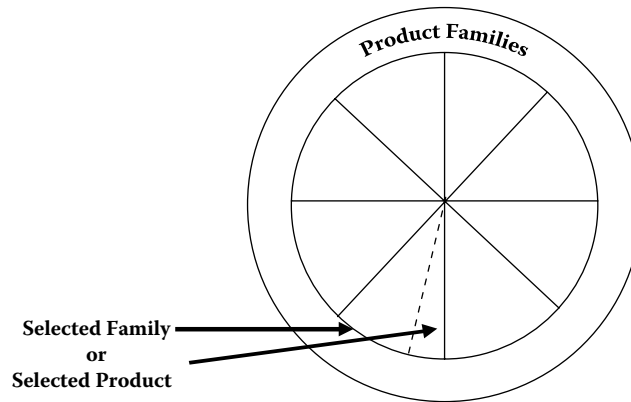 Product Families
Selected Family
or
Selected Product